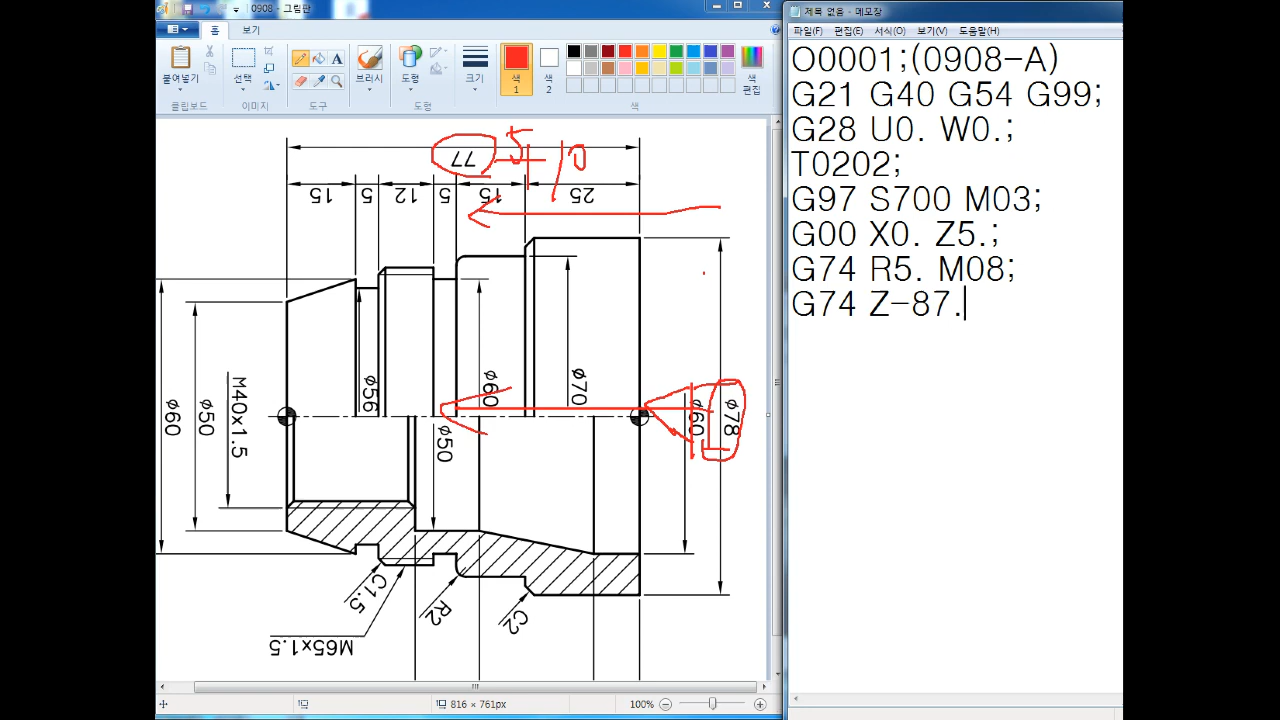 0908 - 그림판
제목 없음 - 메모장
홈
보기
파일(F)
편집(E)
서식(O)
보기(V)
도움말(H)
붙여넣기
선택
브러시
도형
크기
색
1
색
2
색
편집
클립보드
이미지
도구
도형
색
O0001;(0908-A)
G21 G40 G54 G99;
G28 U0. W0.;
T0202;
G97 S700 M03;
G00 X0. Z5.;
G74 R5. M08;
G74 Z-87.
77
5
10
15
5
12
5
15
25
ø60
ø50
M40x1.5
ø56
ø50
ø60
ø70
ø60
ø78
C1.5
R2
C2
M65x1.5
816 × 761px
100%